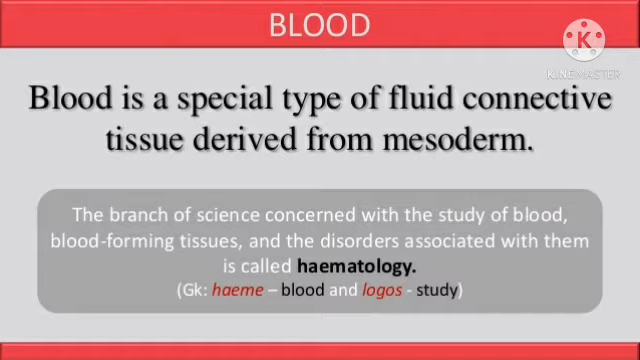 BLOOD
K
KINEMASTER
Blood is a special type of fluid connective
tissue derived from mesoderm.
The branch of science concerned with the study of blood,
blood-forming tissues, and the disorders associated with them
is called haematology.
(Gk: haeme – blood and logos - study)